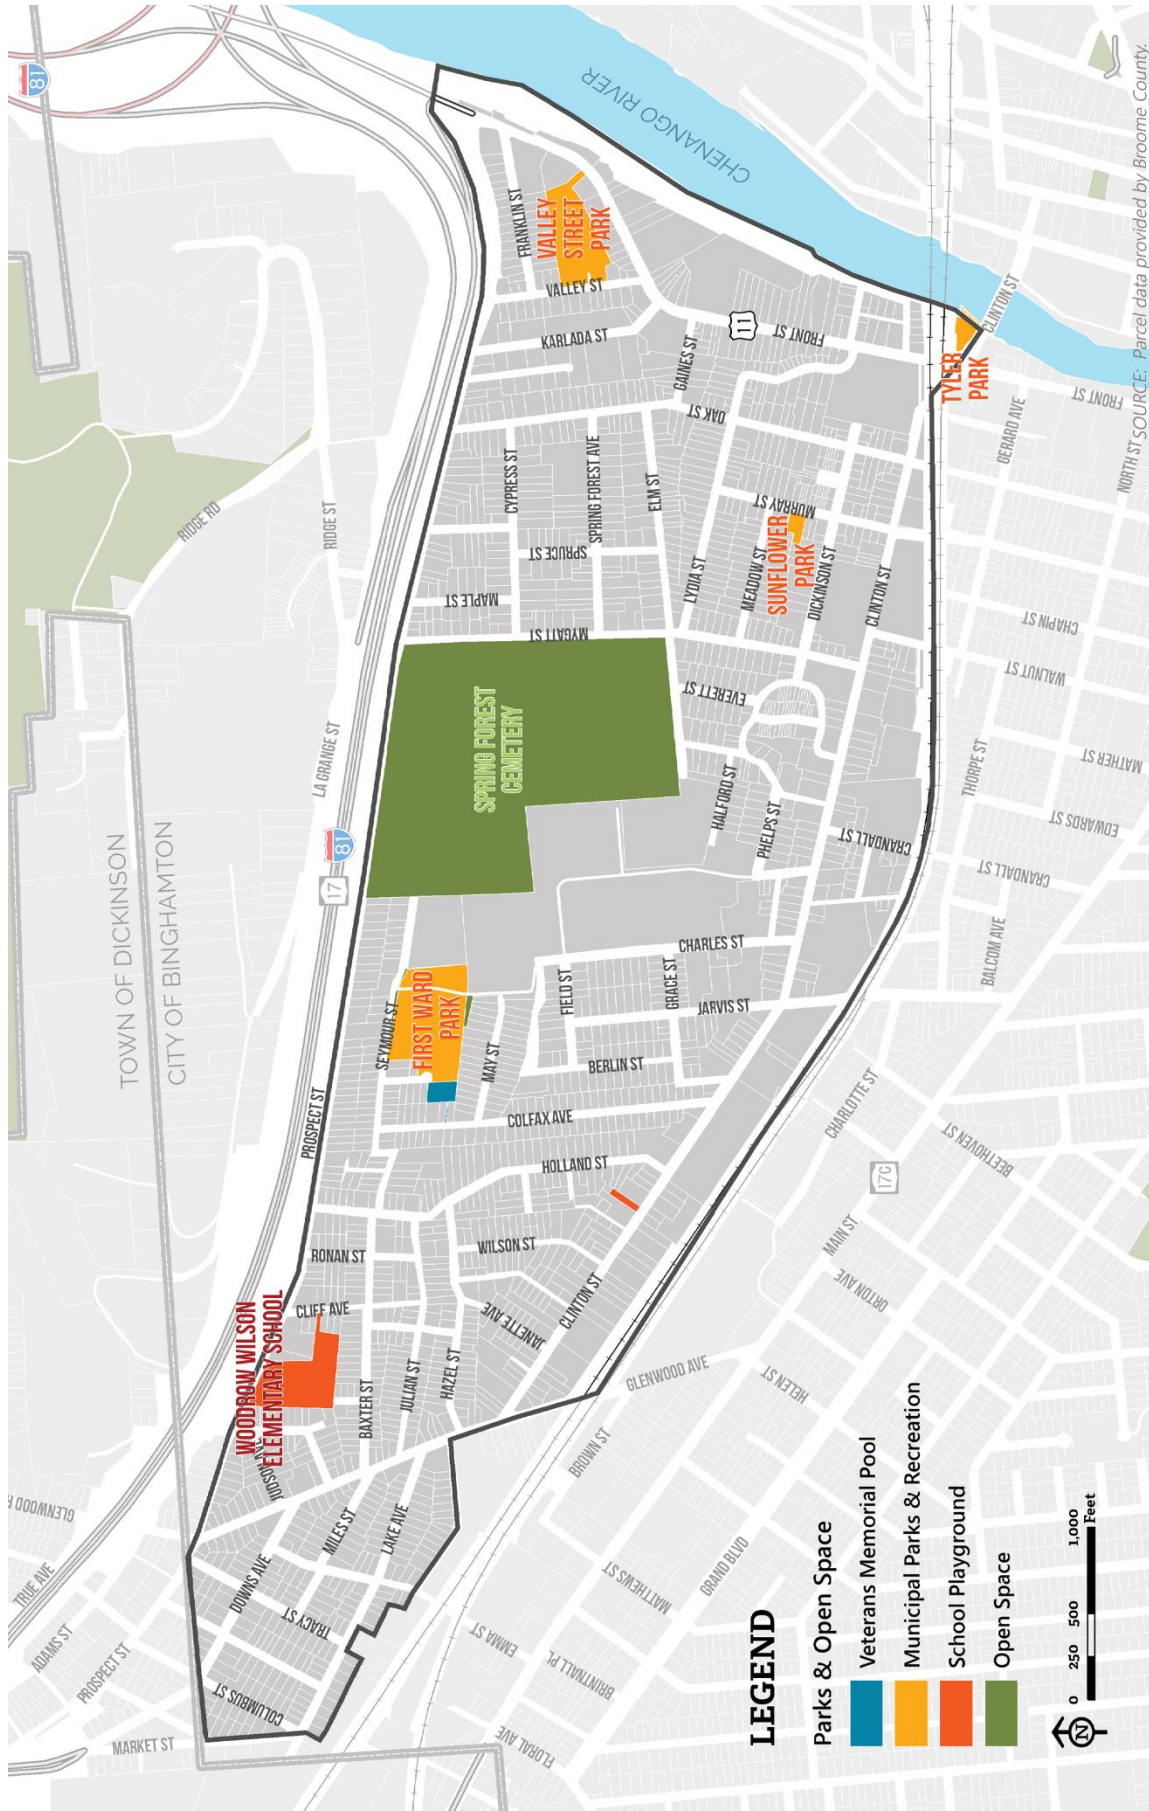 TOWN OF DICKINSON
CITY OF BINGHAMTON
81
81
17
RIDGE RD
RIDGE ST
LA GRANGE ST
PROSPECT ST
TRUE AVE
ADAMS ST
PROSPECT ST
MARKET ST
COLUMBUS ST
TRACY ST
DOWNS AVE
MILES ST
LAKE AVE
WOODROW WILSON
ELEMENTARY SCHOOL
CLIFF AVE
RONAN ST
BAXTER ST
JULIAN ST
HAZEL ST
JANETTE AVE
WILSON ST
HOLLAND ST
CLINTON ST
COLFAX AVE
SEYMOUR ST
FIRST WARD
PARK
MAY ST
FIELD ST
BERLIN ST
GRACE ST
JARVIS ST
CHARLES ST
SPRING FOREST
CEMETERY
MYGATT ST
MAPLE ST
SPRUCE ST
CYPRESS ST
SPRING FOREST AVE
ELM ST
EVERETT ST
HALFORD ST
PHELPS ST
CRANDALL ST
LYDIA ST
MEADOW ST
SUNFLOWER
PARK
DICKINSON ST
MURRAY ST
CLINTON ST
OAK ST
GAINES ST
KARLADA ST
FRANKLIN ST
VALLEY
STREET
PARK
VALLEY ST
11
FRONT ST
CHENANGO RIVER
TYLER
PARK
CLINTON ST
FRONT ST
GERARD AVE
NORTH ST
CHAPIN ST
WALNUT ST
MATHER ST
THORPE ST
EDWARDS ST
CRANDALL ST
BALCOM AVE
CHARLOTTE ST
BEETHOVEN ST
17C
MAIN ST
ORTON AVE
HELEN ST
GLENWOOD AVE
BROWN ST
GRAND BLVD
MATTHEWS ST
EMMA ST
BRINTNALL PL
FLORAL AVE
LEGEND
Parks & Open Space
Veterans Memorial Pool
Municipal Parks & Recreation
School Playground
Open Space
N
0 250 500 1,000
Feet
SOURCE: Parcel data provided by Broome County.